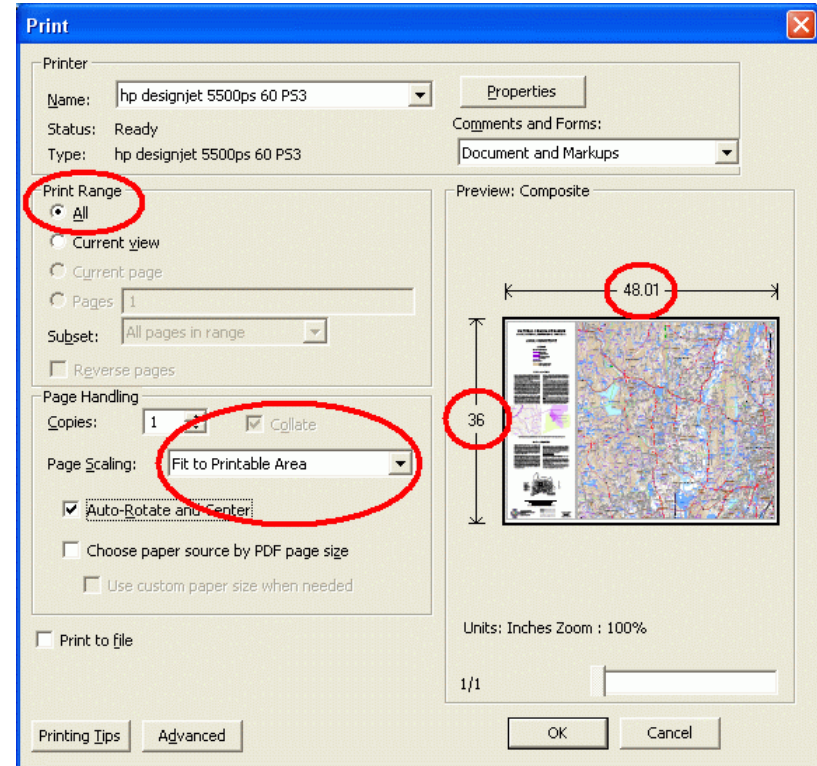 Print
Printer
Name: hp designjet 5500ps 60 PS3
Properties
Status: Ready
Comments and Forms:
Type: hp designjet 5500ps 60 PS3
Document and Markups
Print Range
All
Current view
Current page
Pages 1
Subset: All pages in range
Reverse pages
Page Handling
Copies: 1 Collate
Page Scaling: Fit to Printable Area
Auto-Rotate and Center
Choose paper source by PDF page size
Use custom paper size when needed
Print to file
Preview: Composite
48.01
36
Units: Inches Zoom : 100%
1/1
Printing Tips
Advanced
OK
Cancel